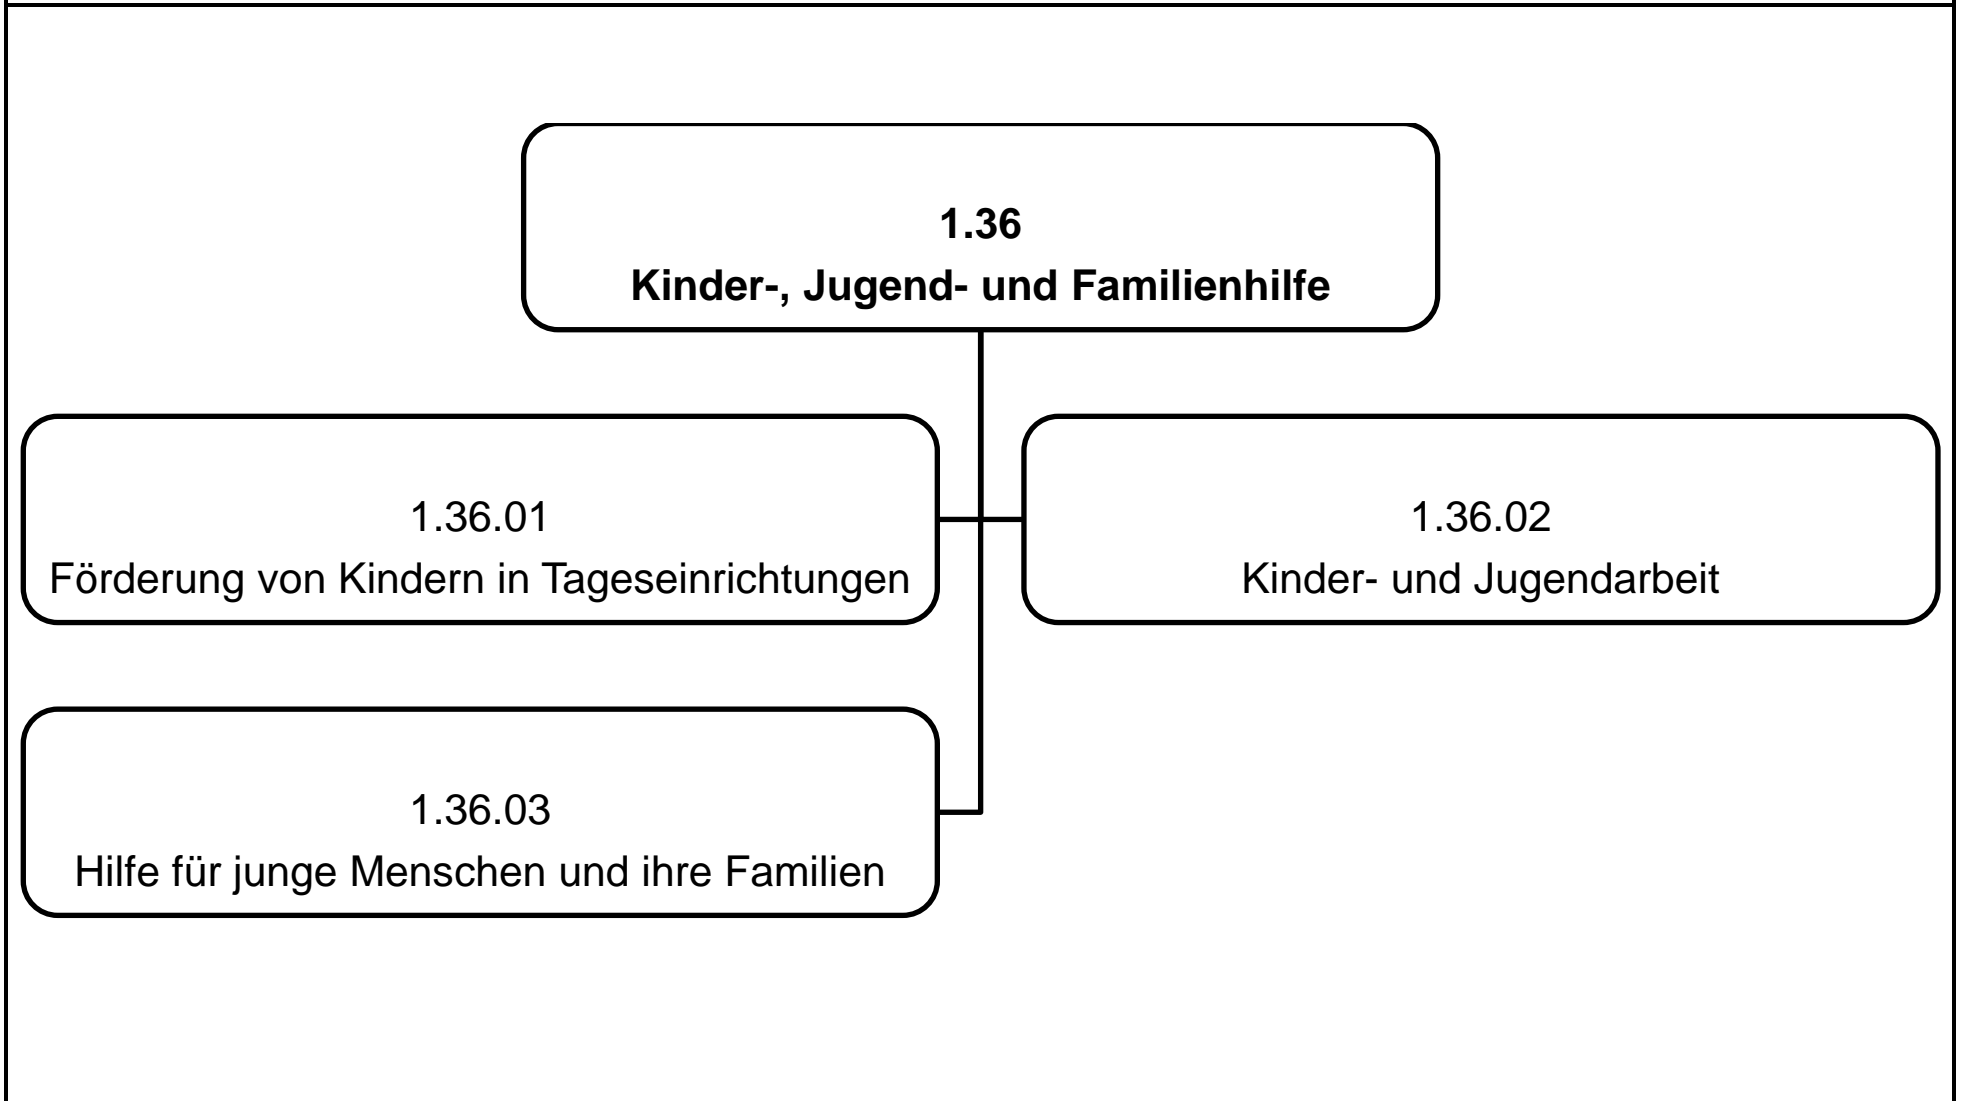 1.36
Kinder-, Jugend- und Familienhilfe
1.36.01
Förderung von Kindern in Tageseinrichtungen
1.36.02
Kinder- und Jugendarbeit
1.36.03
Hilfe für junge Menschen und ihre Familien